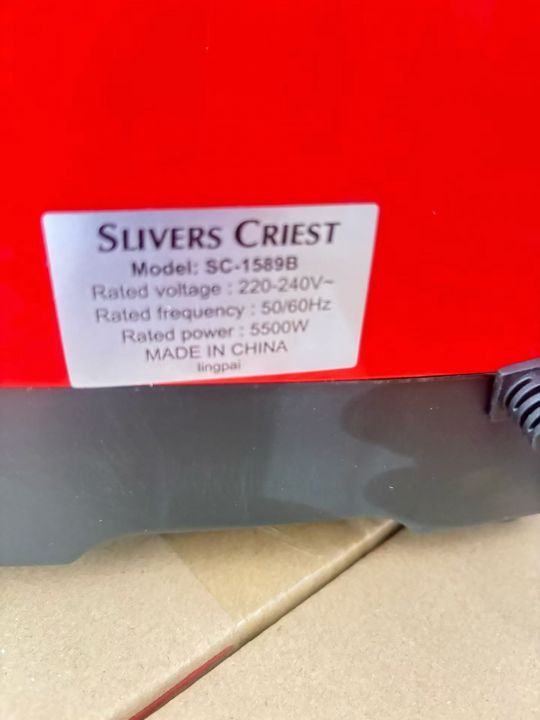 SLIVERS CRIEST
Model: SC-1589B
Rated voltage : 220-240V~
Rated frequency : 50/60Hz
Rated power : 5500W
MADE IN CHINA
lingpai